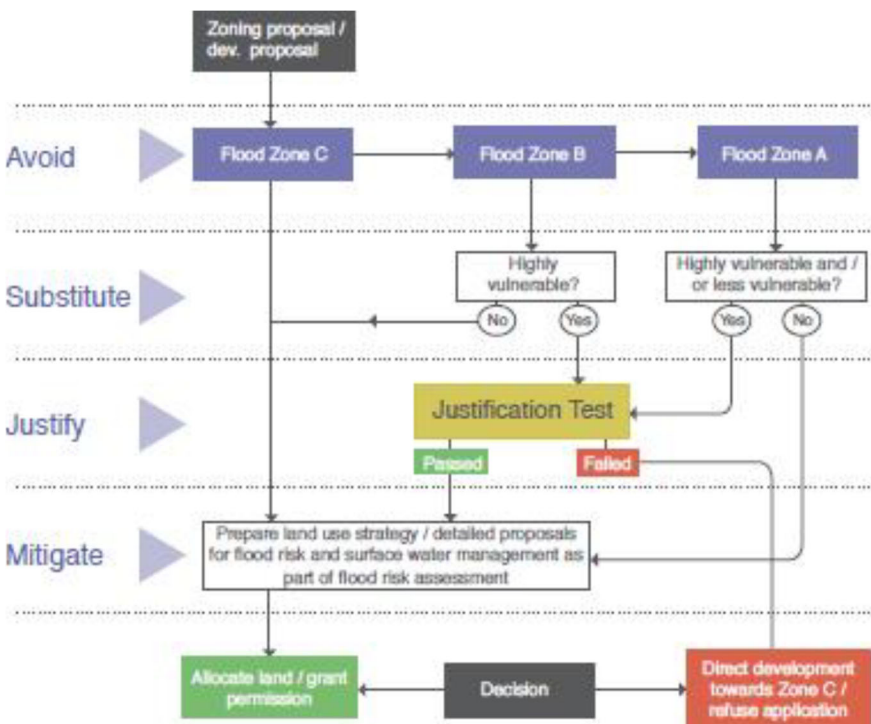 Zoning proposal /
dev. proposal
Avoid
Flood Zone C
Flood Zone B
Flood Zone A
Substitute
Highly
vulnerable?
Highly vulnerable and /
or less vulnerable?
No
Yes
Yes
No
Justify
Justification Test
Passed
Failed
Mitigate
Prepare land use strategy / detailed proposals
for flood risk and surface water management as
part of flood risk assessment
Allocate land / grant
permission
Decision
Direct development
towards Zone C /
refuse application